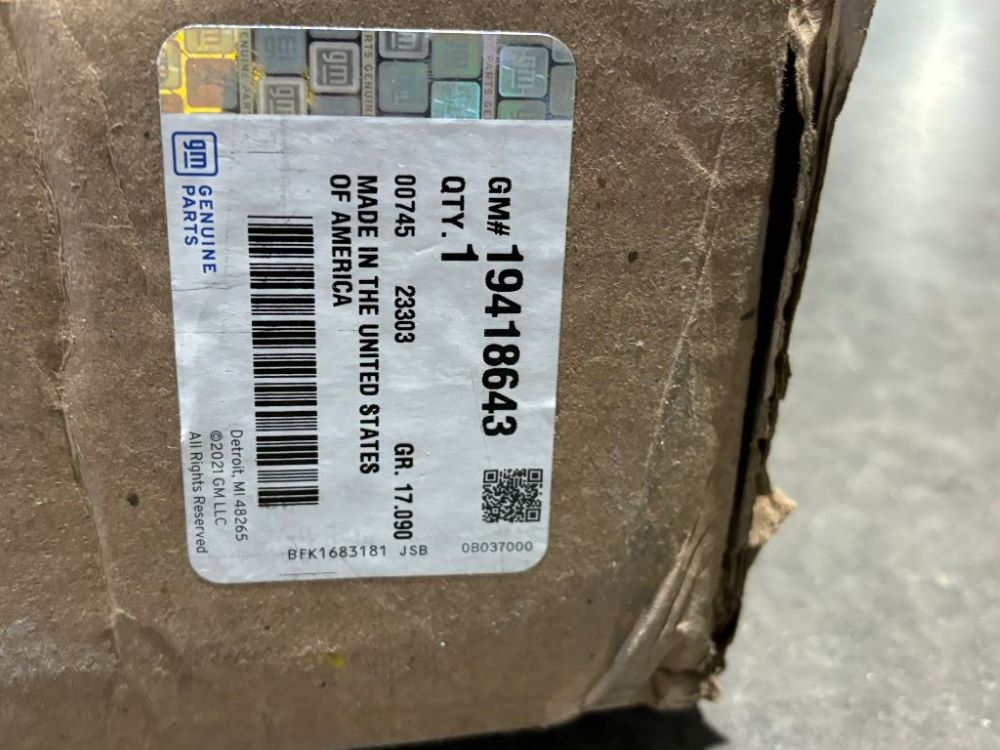 GM# 19418643
QTY. 1
00745 23303 GR. 17.090
MADE IN THE UNITED STATES
OF AMERICA
BFK1683181 JSB
0B037000
gm
GENUINE
PARTS
Detroit, MI 48265
©2021 GM LLC
All Rights Reserved